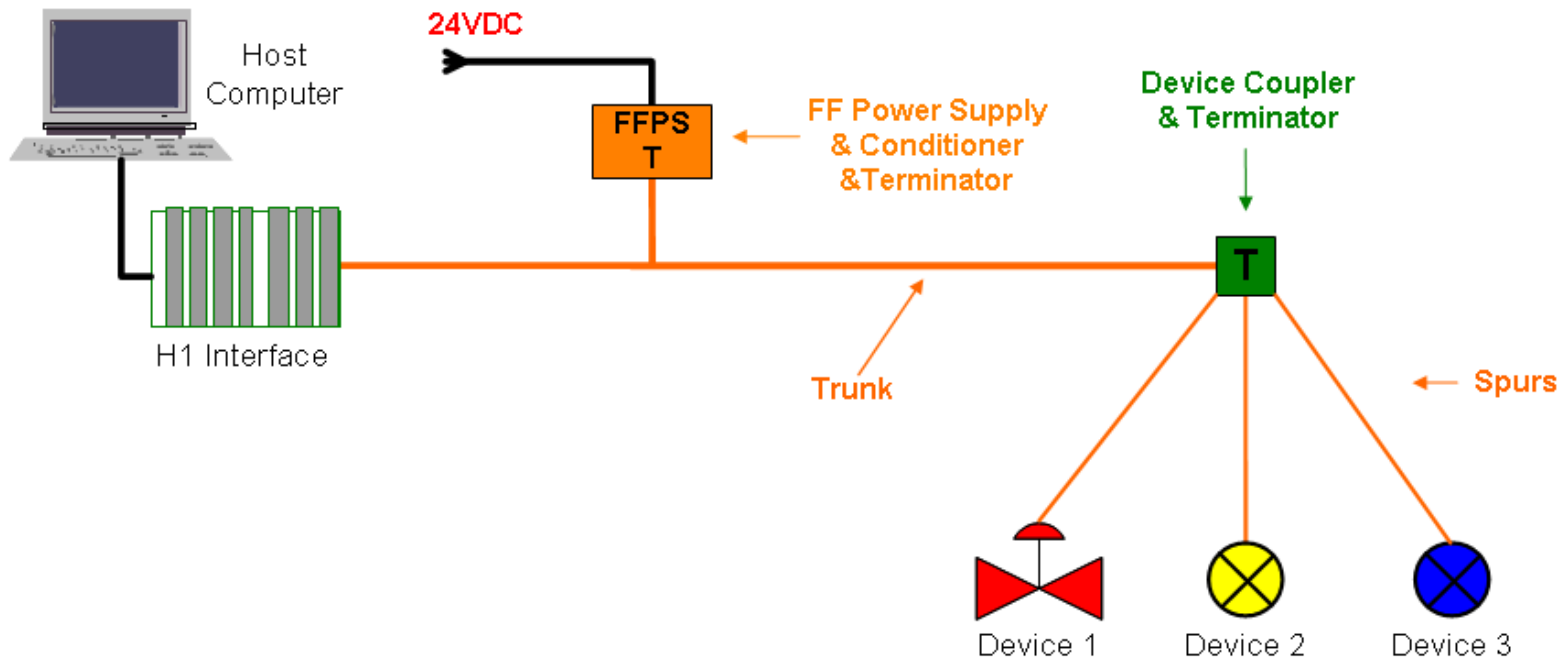 24VDC
Host
Computer
FFPS
T
FF Power Supply
& Conditioner
&Terminator
Device Coupler
& Terminator
T
H1 Interface
Trunk
Spurs
Device 1
Device 2
Device 3